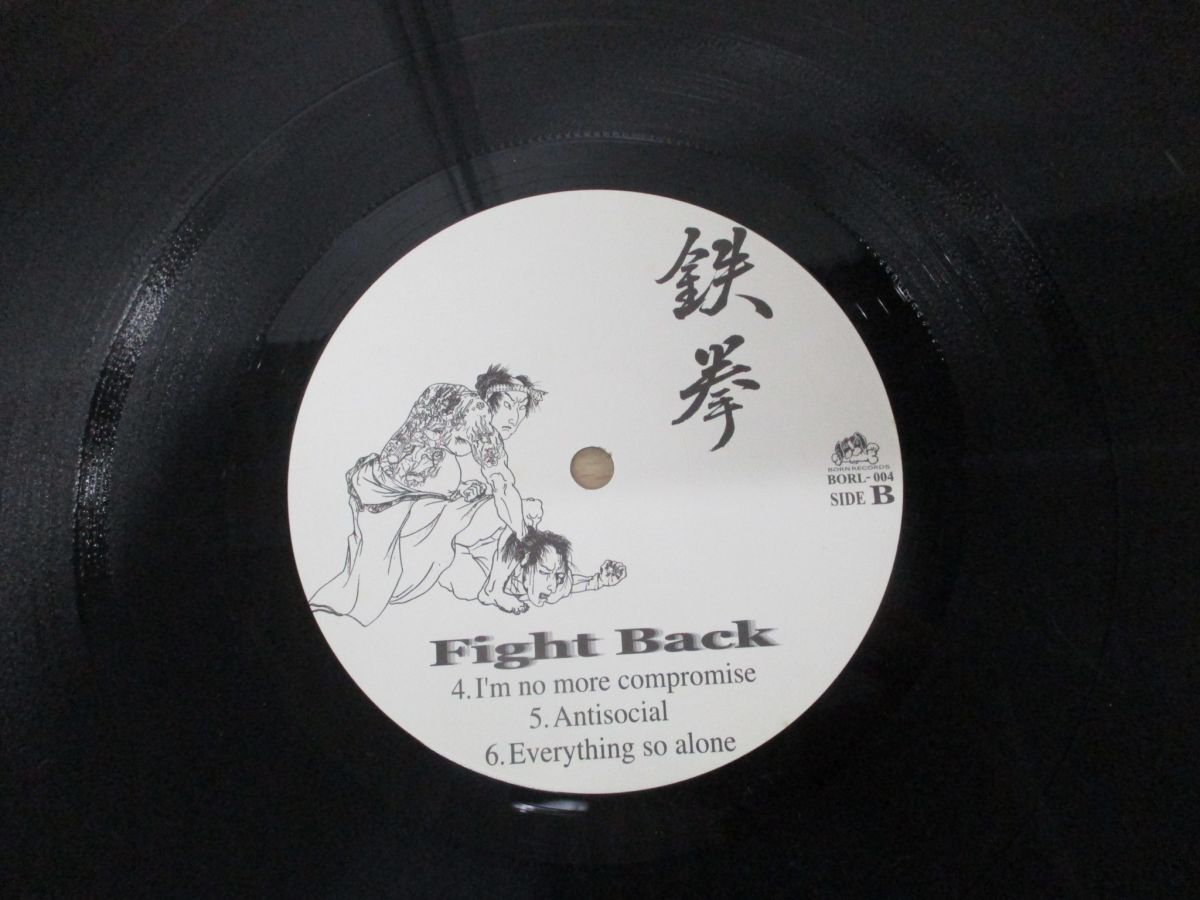 鉄拳
BORN RECORDS
BORL-004
SIDE B
Fight Back
4.I'm no more compromise
5.Antisocial
6.Everything so alone